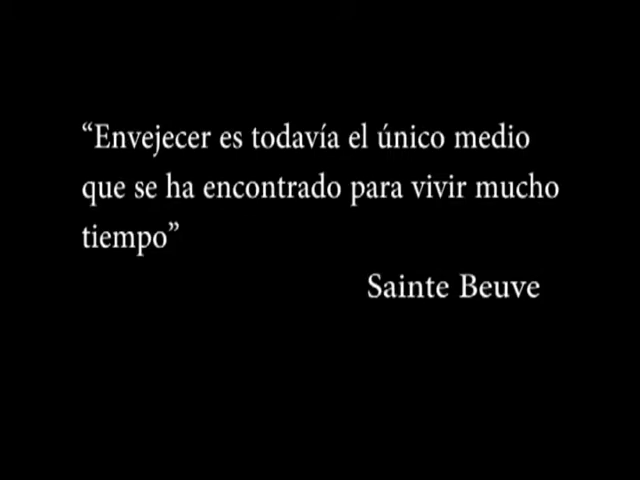 “Envejecer es todavía el único medio
que se ha encontrado para vivir mucho
tiempo”
Sainte Beuve